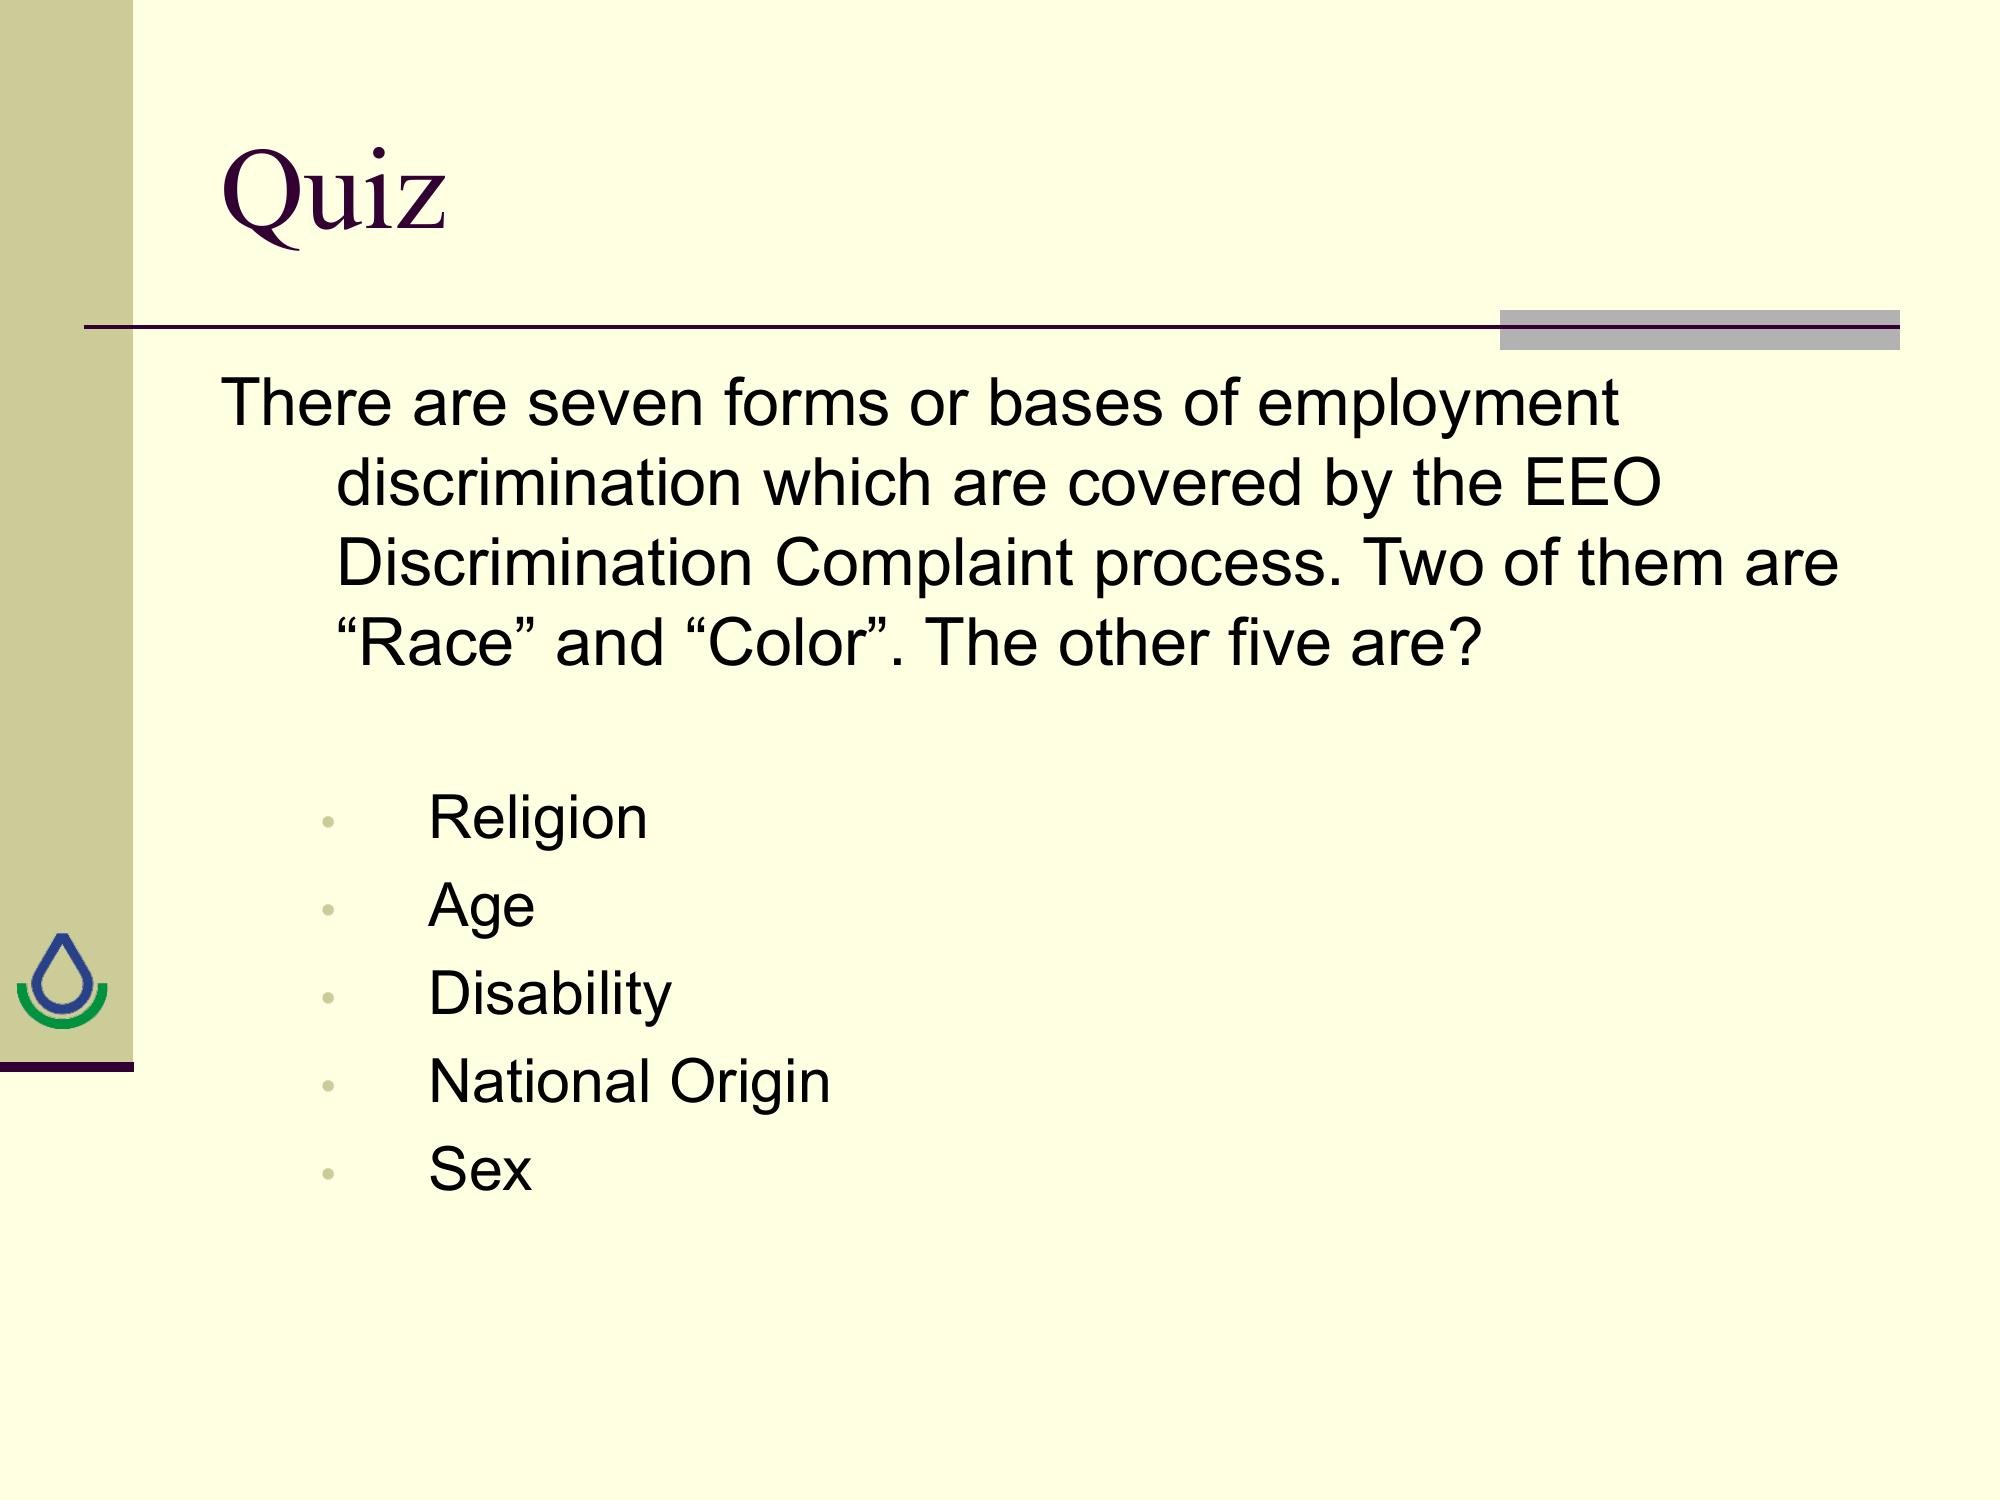 Quiz
There are seven forms or bases of employment
discrimination which are covered by the EEO
Discrimination Complaint process. Two of them are
“Race” and “Color”. The other five are?
• Religion
• Age
• Disability
• National Origin
• Sex